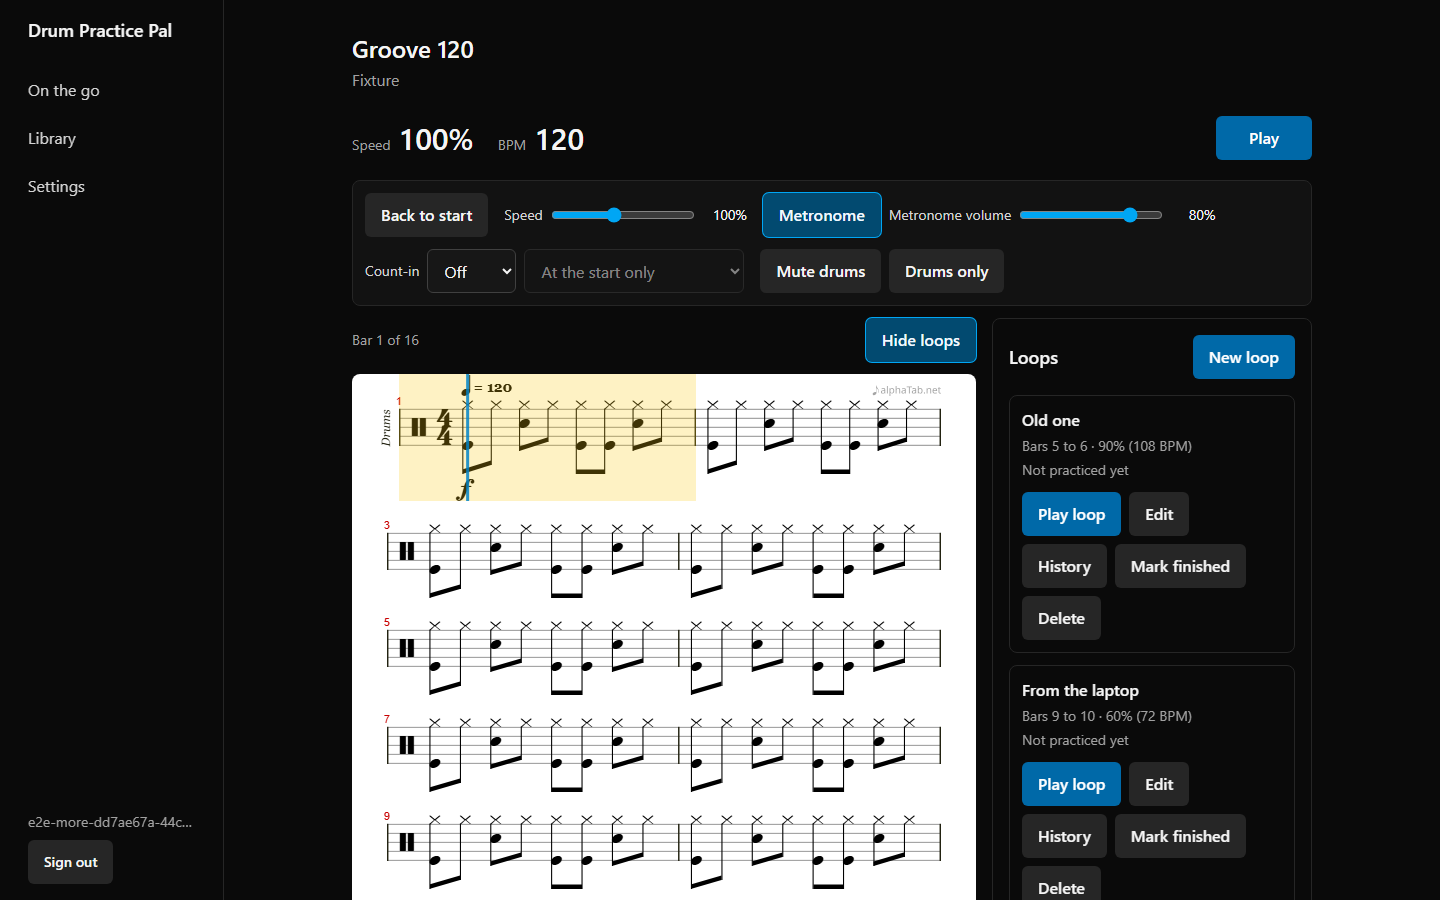 Drum Practice Pal
On the go
Library
Settings
e2e-more-dd7ae67a-44c...
Sign out
Groove 120
Fixture
Speed 100% BPM 120
Play
Back to start Speed 100% Metronome Metronome volume 80%
Count-in Off At the start only Mute drums Drums only
Bar 1 of 16
Hide loops
= 120
alphaTab.net
1
Drums
4
4
f
3
5
7
9
Loops
New loop
Old one
Bars 5 to 6 · 90% (108 BPM)
Not practiced yet
Play loop Edit
History Mark finished
Delete
From the laptop
Bars 9 to 10 · 60% (72 BPM)
Not practiced yet
Play loop Edit
History Mark finished
Delete